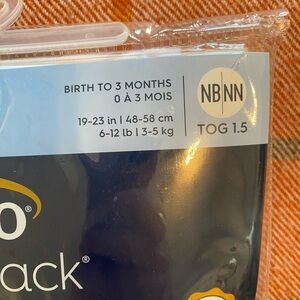 BIRTH TO 3 MONTHS
0 À 3 MOIS
19-23 in | 48-58 cm
6-12 lb | 3-5 kg
NB|NN
TOG 1.5
o®
ack®